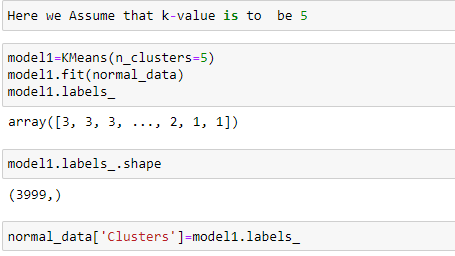 Here we Assume that k-value is to  be 5
model1=KMeans(n_clusters=5)
model1.fit(normal_data)
model1.labels_
array([3, 3, 3, ..., 2, 1, 1])
model1.labels_.shape
(3999,)
normal_data['Clusters']=model1.labels_